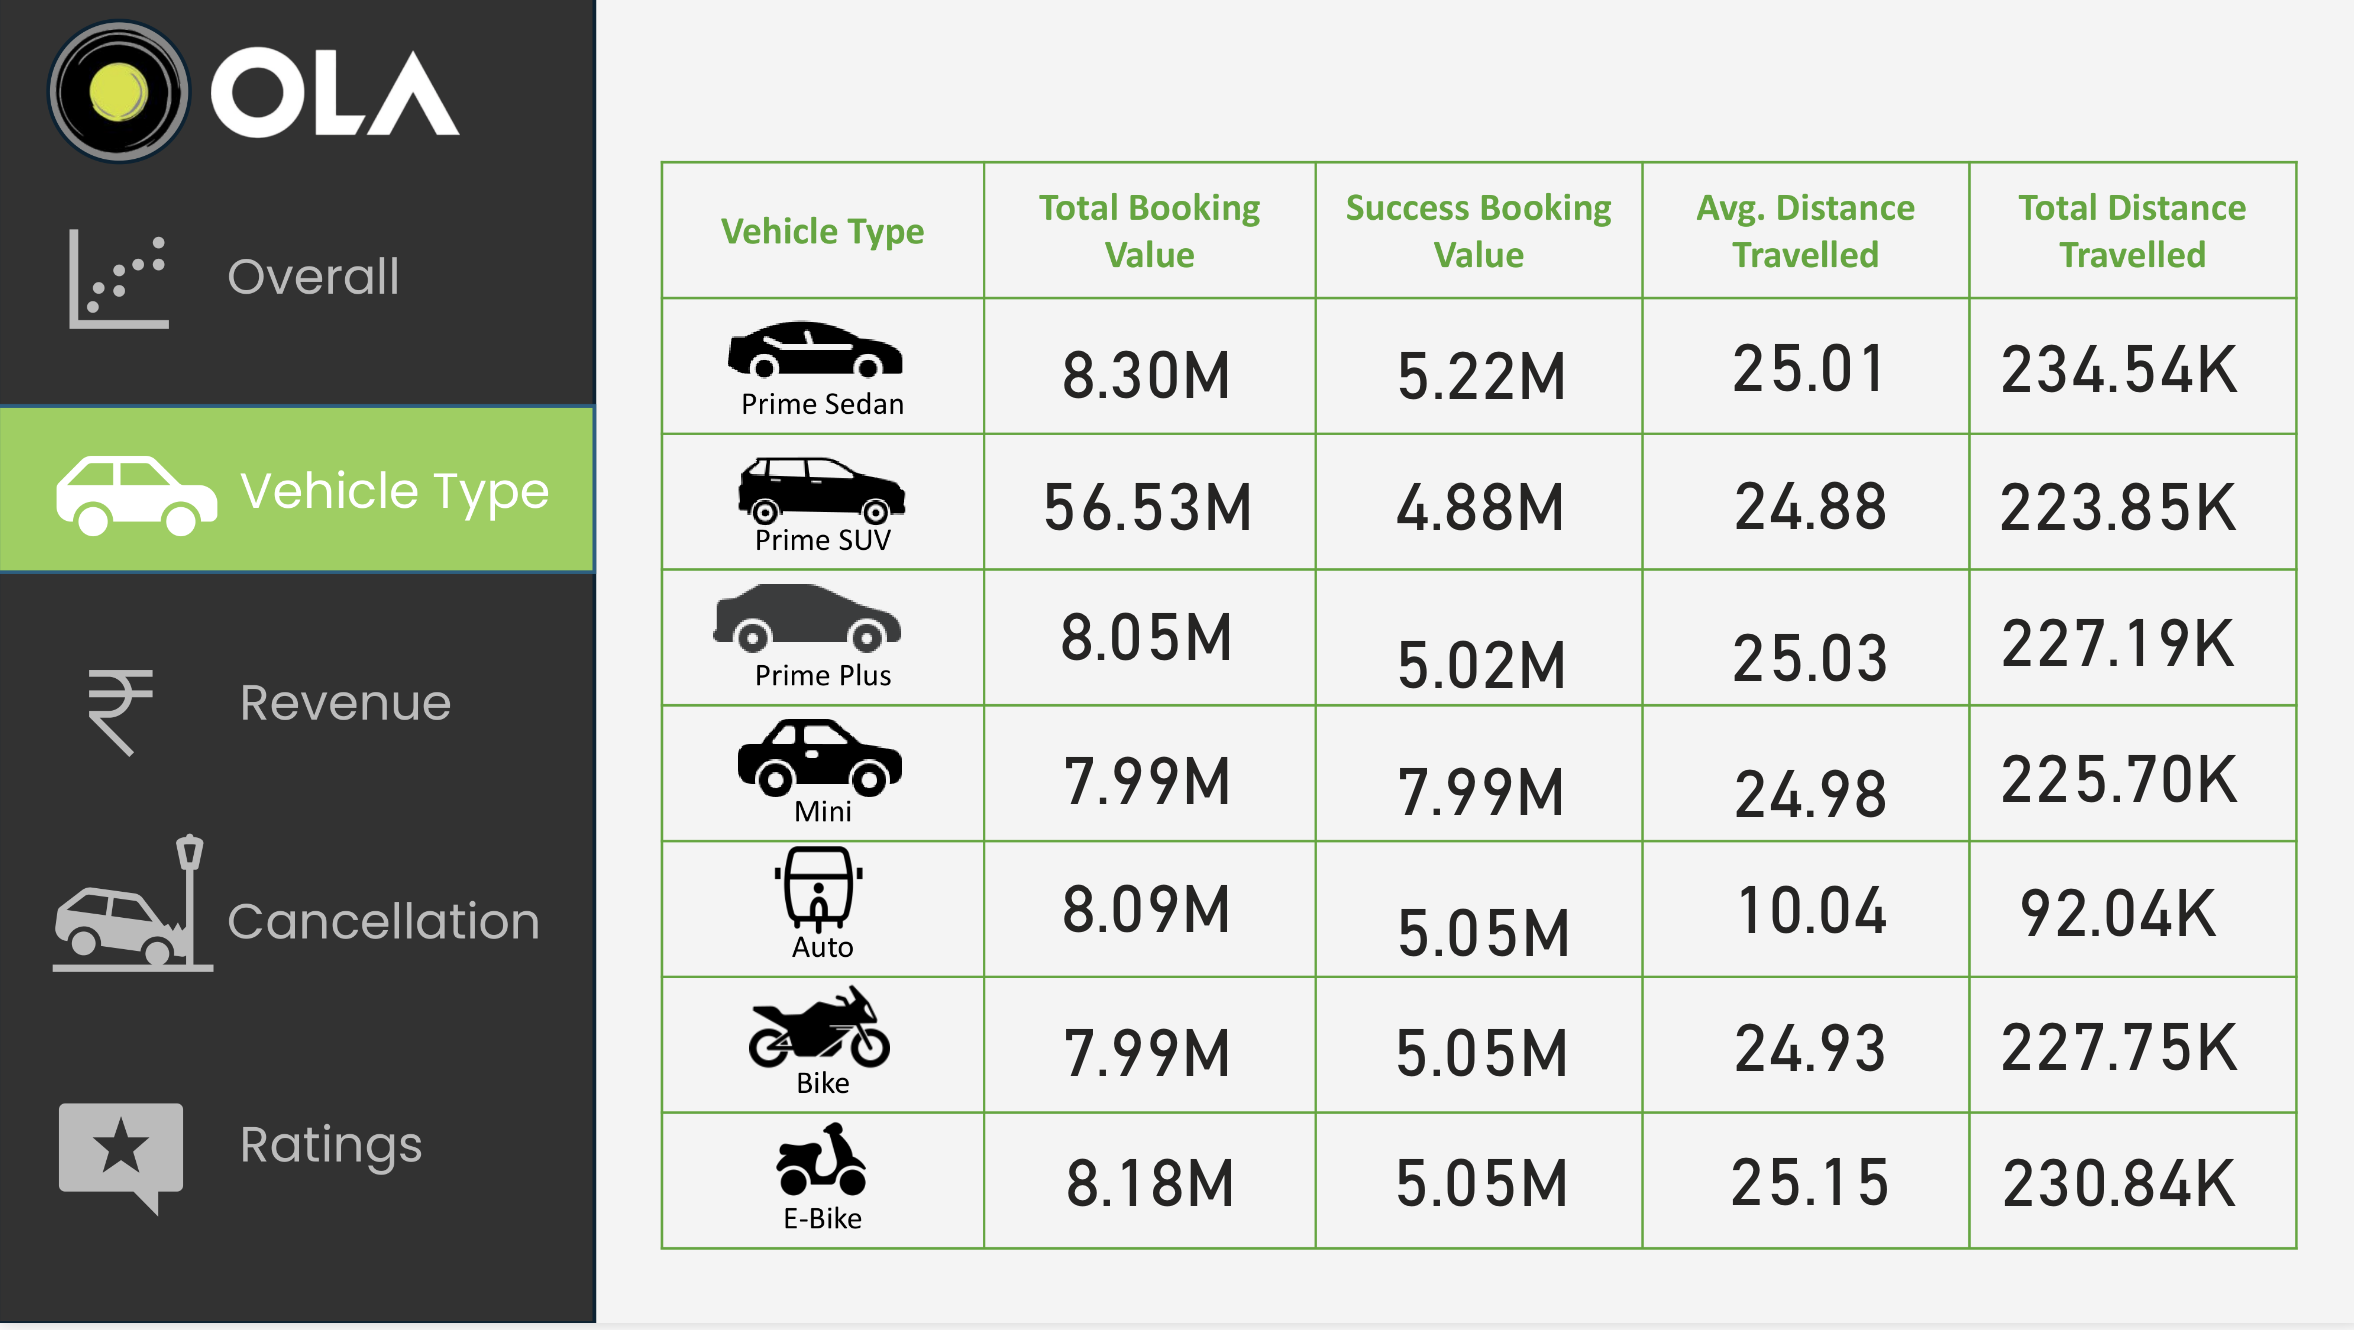 OLA
Overall
Vehicle Type
Revenue
Cancellation
Ratings
Vehicle Type
Total Booking
Value
Success Booking
Value
Avg. Distance
Travelled
Total Distance
Travelled
Prime Sedan
8.30M
5.22M
25.01
234.54K
Prime SUV
56.53M
4.88M
24.88
223.85K
Prime Plus
8.05M
5.02M
25.03
227.19K
Mini
7.99M
7.99M
24.98
225.70K
Auto
8.09M
5.05M
10.04
92.04K
Bike
7.99M
5.05M
24.93
227.75K
E-Bike
8.18M
5.05M
25.15
230.84K